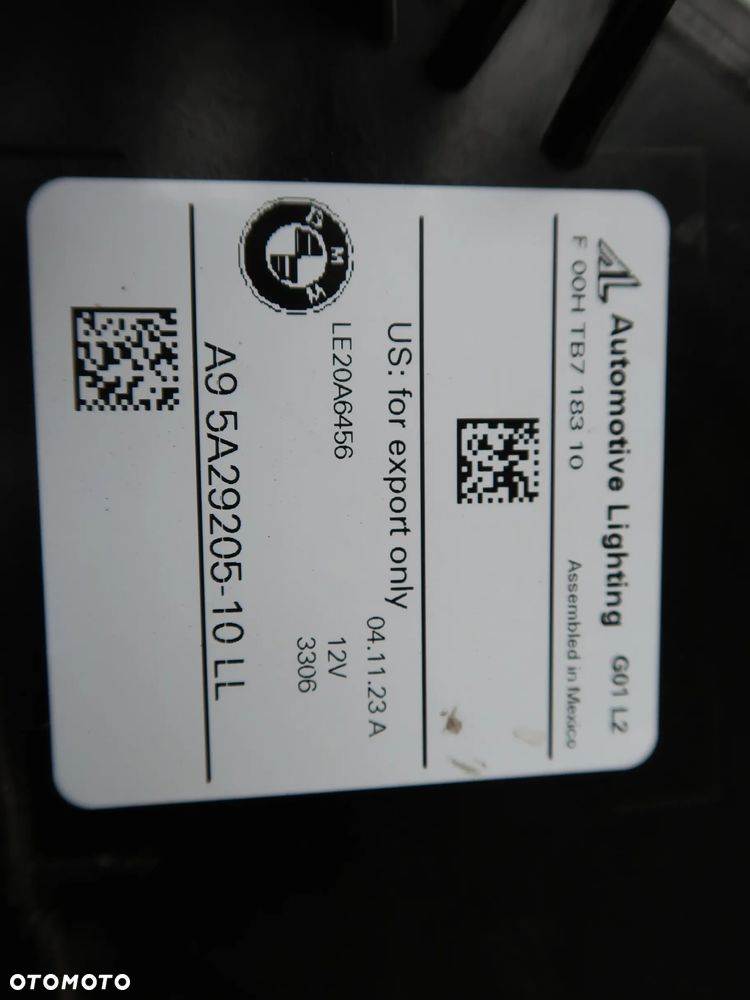 AL Automotive Lighting G01 L2
F 00H TB7 183 10 Assembled in Mexico
US: for export only
04.11.23 A
BMW
LE20A6456
12V
3306
A9 5A29205-10 LL
OTOMOTO